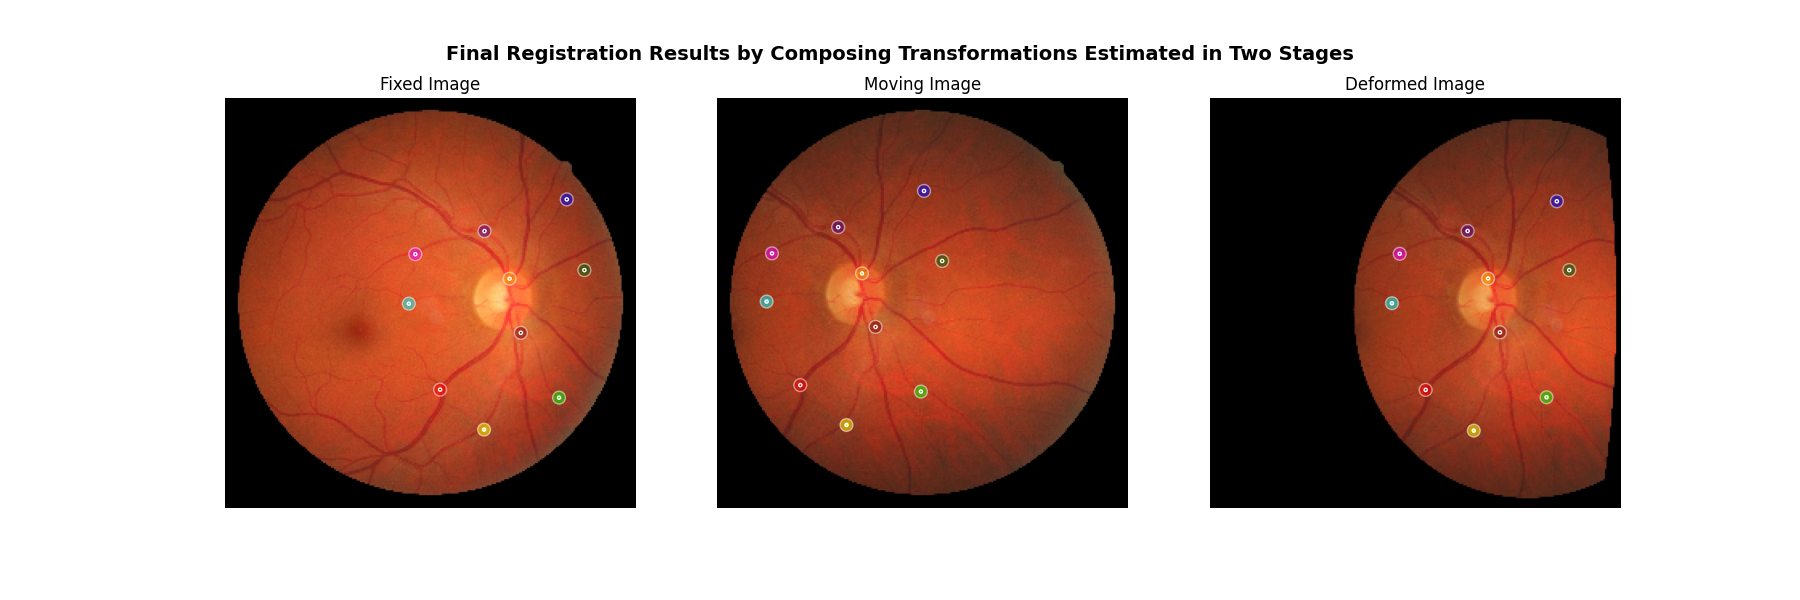 Final Registration Results by Composing Transformations Estimated in Two Stages
Fixed Image
Moving Image
Deformed Image